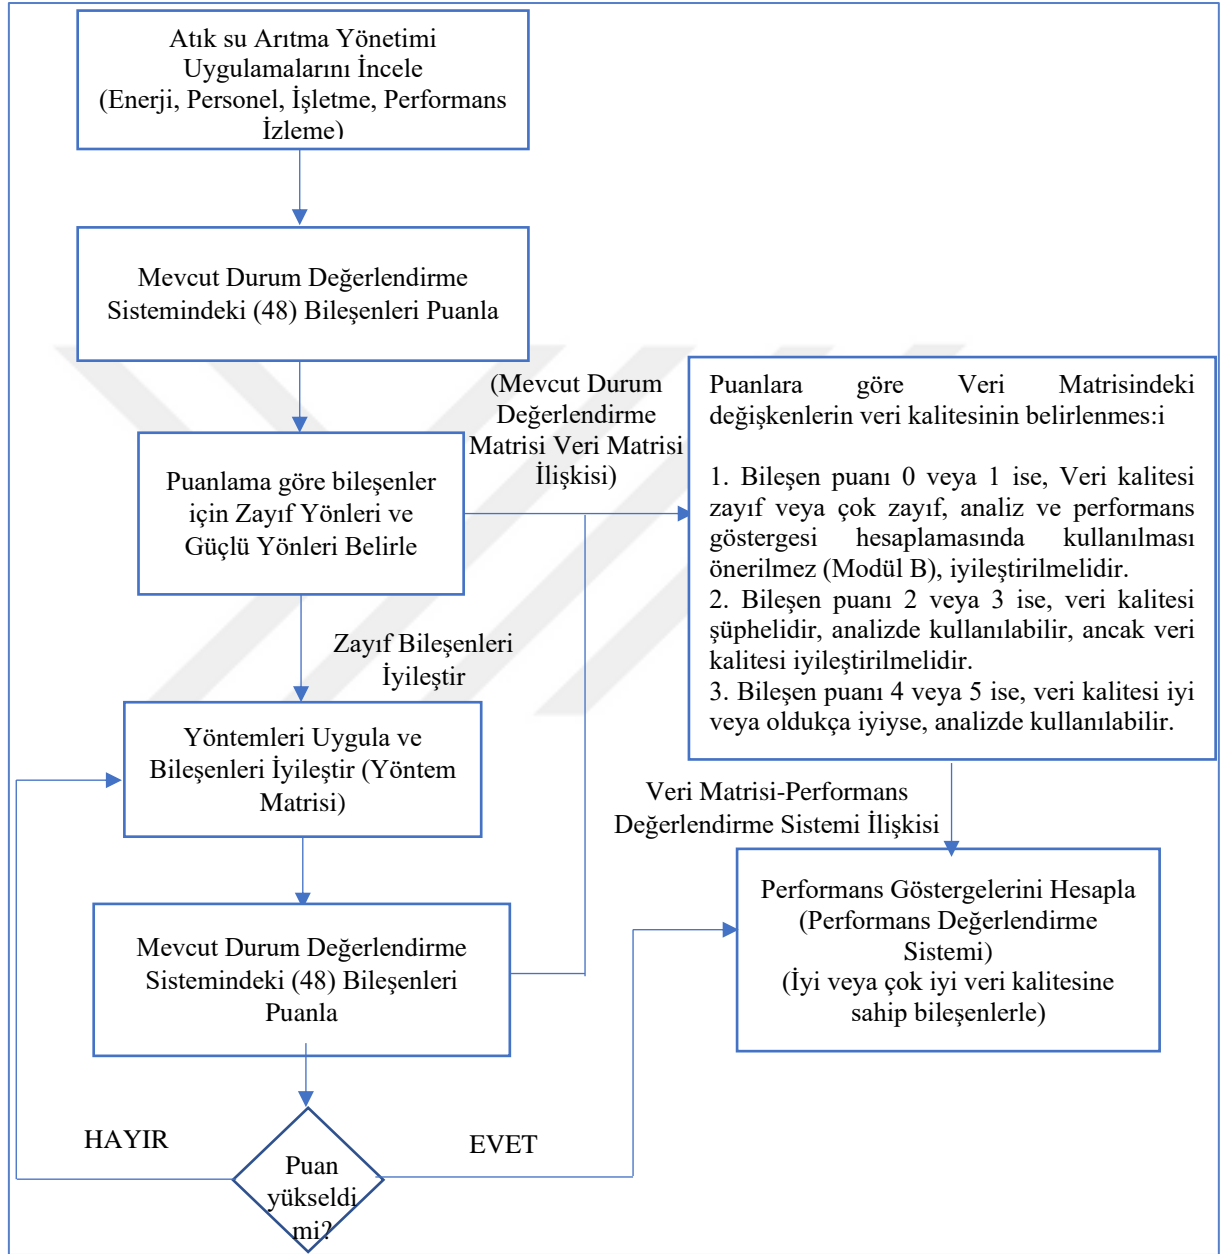 Atık su Arıtma Yönetimi
Uygulamalarını İncele
(Enerji, Personel, İşletme, Performans
İzleme)
Mevcut Durum Değerlendirme
Sistemindeki (48) Bileşenleri Puanla
(Mevcut Durum
Değerlendirme
Matrisi Veri Matrisi
İlişkisi)
Puanlama göre bileşenler
için Zayıf Yönleri ve
Güçlü Yönleri Belirle
Puanlara göre Veri Matrisindeki
değişkenlerin veri kalitesinin belirlenmes:i
1. Bileşen puanı 0 veya 1 ise, Veri kalitesi
zayıf veya çok zayıf, analiz ve performans
göstergesi hesaplamasında kullanılması
önerilmez (Modül B), iyileştirilmelidir.
2. Bileşen puanı 2 veya 3 ise, veri kalitesi
şüphelidir, analizde kullanılabilir, ancak veri
kalitesi iyileştirilmelidir.
3. Bileşen puanı 4 veya 5 ise, veri kalitesi iyi
veya oldukça iyiyse, analizde kullanılabilir.
Zayıf Bileşenleri
İyileştir
Yöntemleri Uygula ve
Bileşenleri İyileştir (Yöntem
Matrisi)
Veri Matrisi-Performans
Değerlendirme Sistemi İlişkisi
Performans Göstergelerini Hesapla
(Performans Değerlendirme
Sistemi)
(İyi veya çok iyi veri kalitesine
sahip bileşenlerle)
Mevcut Durum Değerlendirme
Sistemindeki (48) Bileşenleri
Puanla
HAYIR
EVET
Puan
yükseldi
mi?